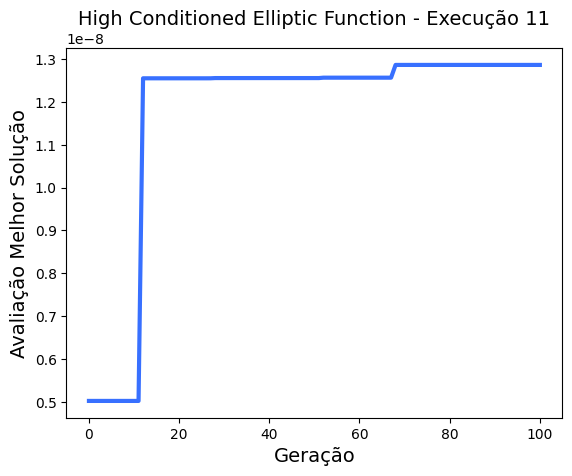 High Conditioned Elliptic Function - Execução 11
1e−8
1.3
1.2
1.1
1.0
0.9
0.8
0.7
0.6
0.5
Avaliação Melhor Solução
0 20 40 60 80 100
Geração